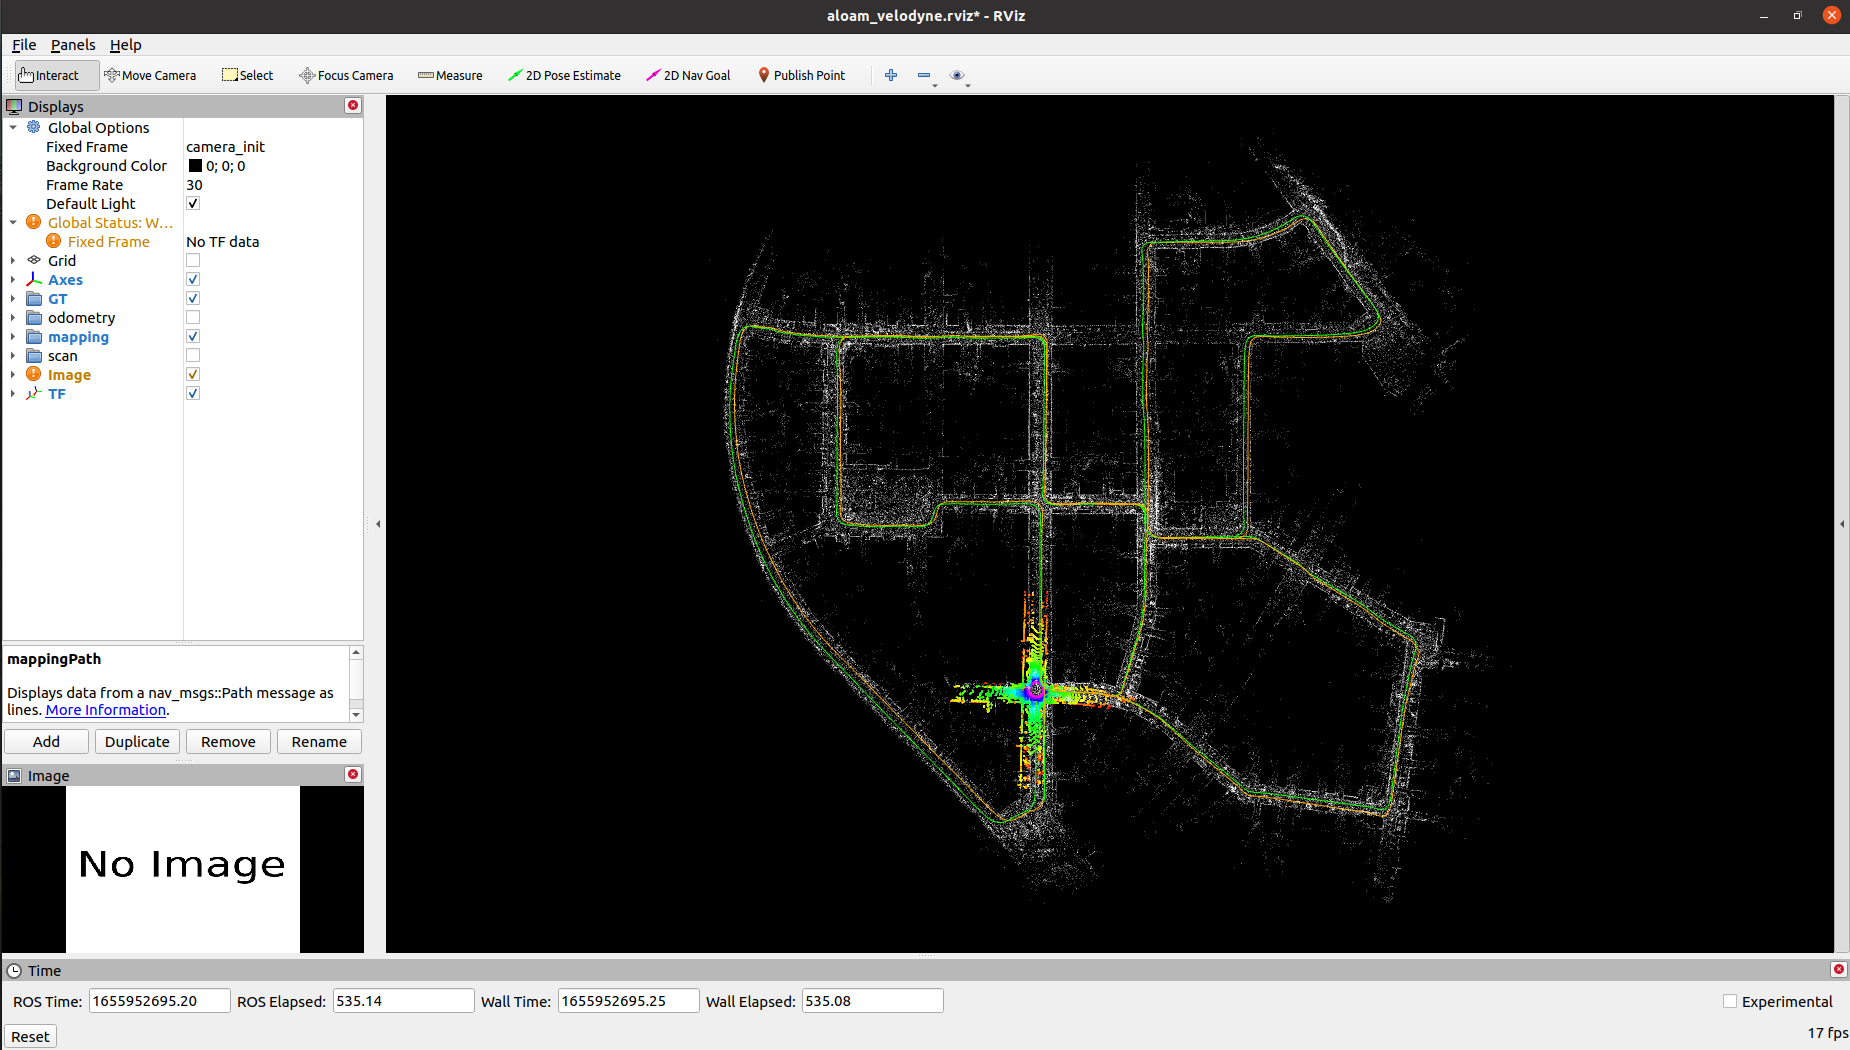 aloam_velodyne.rviz* - RViz
File Panels Help
Interact Move Camera Select Focus Camera Measure 2D Pose Estimate 2D Nav Goal Publish Point
Displays
Global Options
Fixed Frame camera_init
Background Color 0; 0; 0
Frame Rate 30
Default Light
Global Status: W...
Fixed Frame No TF data
Grid
Axes
GT
odometry
mapping
scan
Image
TF
mappingPath
Displays data from a nav_msgs::Path message as
lines. More Information.
Add Duplicate Remove Rename
Image
No Image
Time
ROS Time: 1655952695.20 ROS Elapsed: 535.14 Wall Time: 1655952695.25 Wall Elapsed: 535.08 Experimental
Reset 17 fps